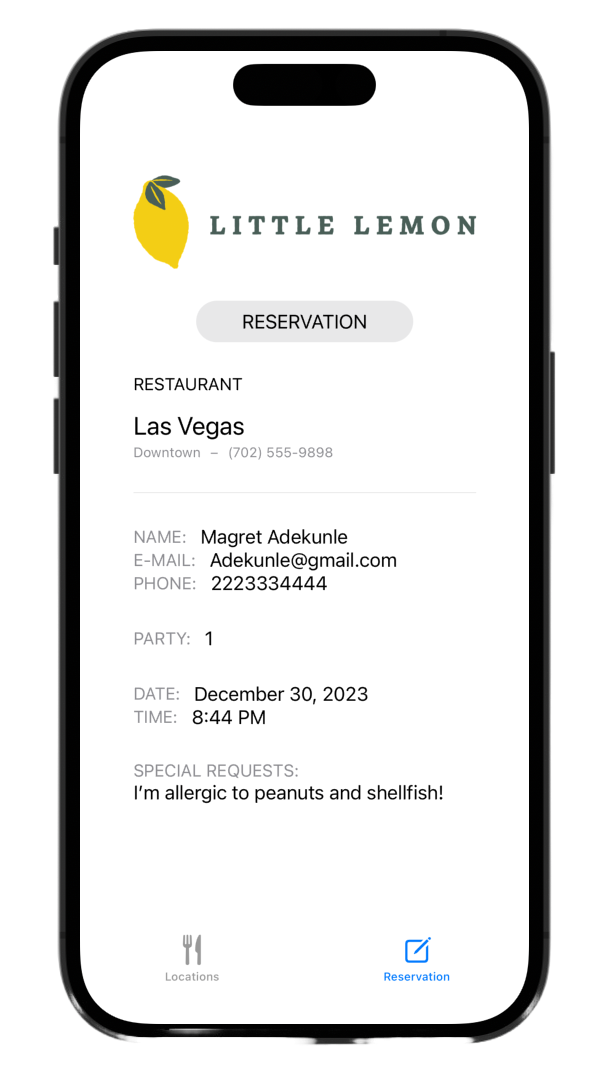 LITTLE LEMON
RESERVATION
RESTAURANT
Las Vegas
Downtown – (702) 555-9898
NAME: Magret Adekunle
E-MAIL: Adekunle@gmail.com
PHONE: 2223334444
PARTY: 1
DATE: December 30, 2023
TIME: 8:44 PM
SPECIAL REQUESTS:
I’m allergic to peanuts and shellfish!
Locations
Reservation